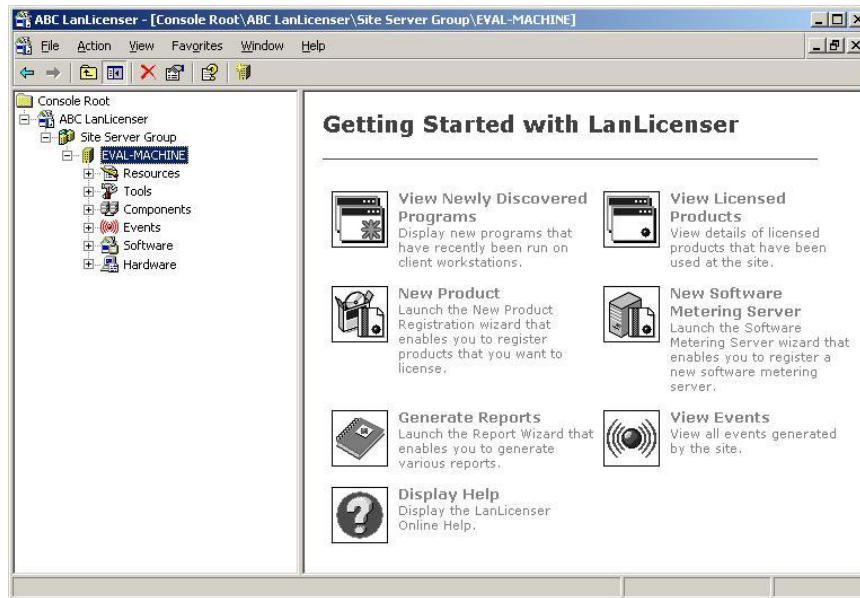 ABC LanLicenser - [Console Root\ABC LanLicenser\Site Server Group\EVAL-MACHINE]
File Action View Favorites Window Help
Console Root
ABC LanLicenser
Site Server Group
EVAL-MACHINE
Resources
Tools
Components
Events
Software
Hardware
Getting Started with LanLicenser
View Newly Discovered
Programs
Display new programs that
have recently been run on
client workstations.
View Licensed
Products
View details of licensed
products that have been
used at the site.
New Product
Launch the New Product
Registration wizard that
enables you to register
products that you want to
license.
New Software
Metering Server
Launch the Software
Metering Server wizard that
enables you to register a
new software metering
server.
Generate Reports
Launch the Report Wizard that
enables you to generate
various reports.
View Events
View all events generated
by the site.
Display Help
Display the LanLicenser
Online Help.